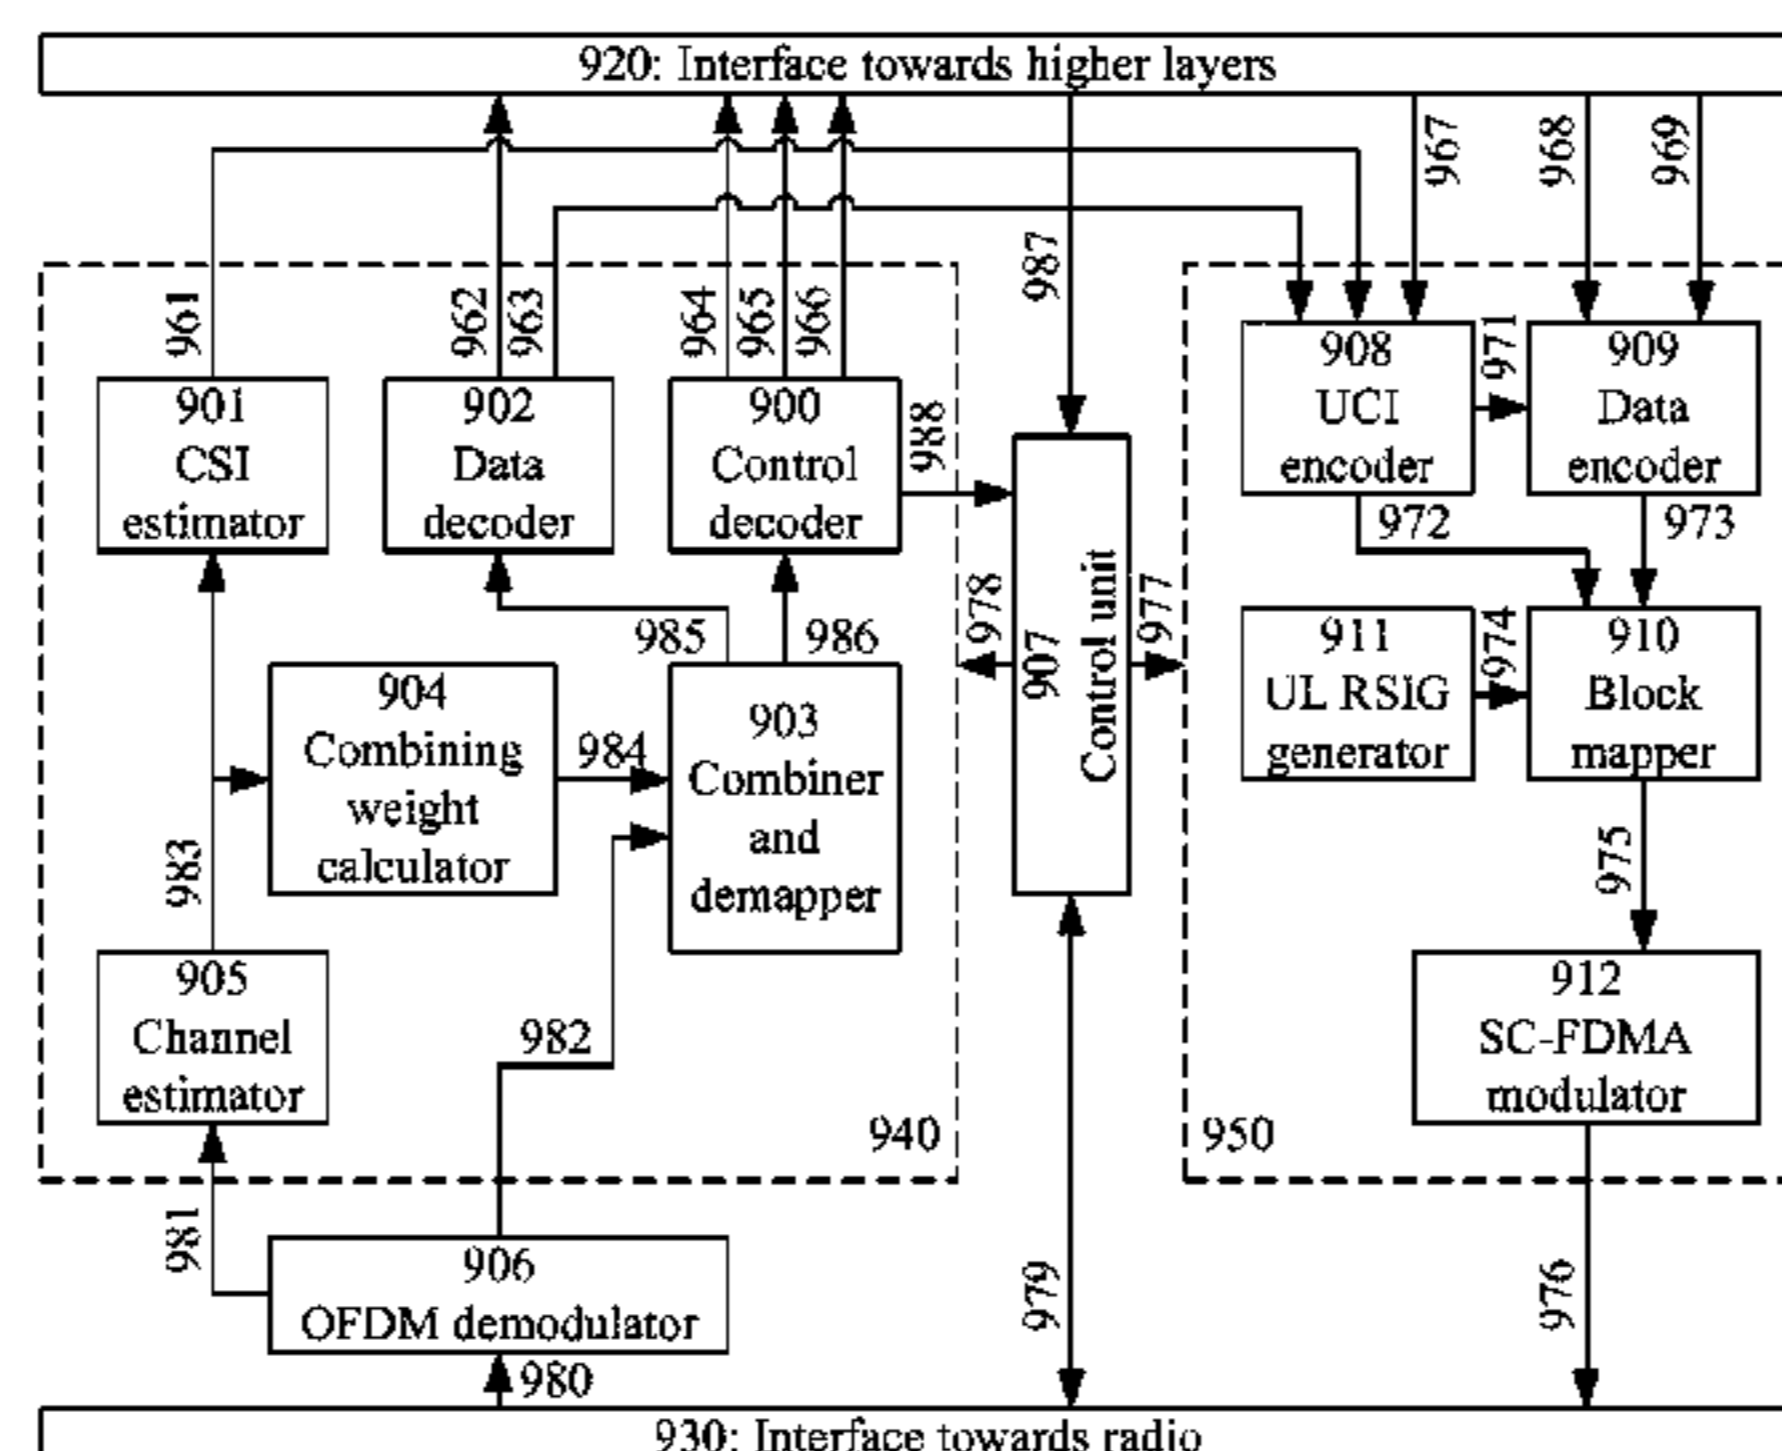 920: Interface towards higher layers
967
968
969
987
961
962
963
964
965
966
901
CSI
estimator
902
Data
decoder
900
Control
decoder
988
908
UCI
encoder
971
909
Data
encoder
972
973
985
986
978
907
Control unit
977
911
UL RSIG
generator
974
910
Block
mapper
904
Combining
weight
calculator
984
903
Combiner
and
demapper
983
975
905
Channel
estimator
982
912
SC-FDMA
modulator
940
950
981
906
OFDM demodulator
979
976
980
930: Interface towards radio